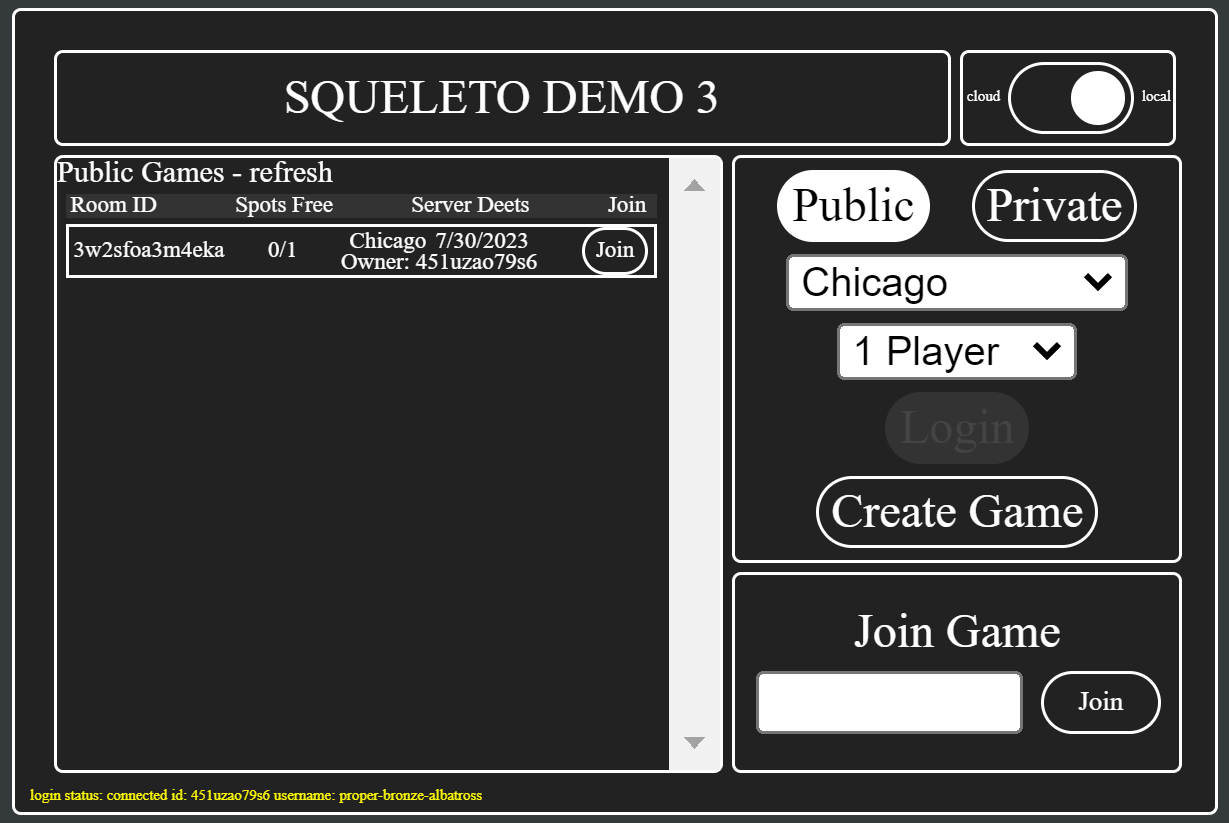 SQUELETO DEMO 3
cloud
local
Public Games - refresh
Room ID Spots Free Server Deets Join
3w2sfoa3m4eka 0/1 Chicago 7/30/2023 Join
Owner: 451uzao79s6
Public Private
Chicago
1 Player
Login
Create Game
Join Game
Join
login status: connected id: 451uzao79s6 username: proper-bronze-albatross